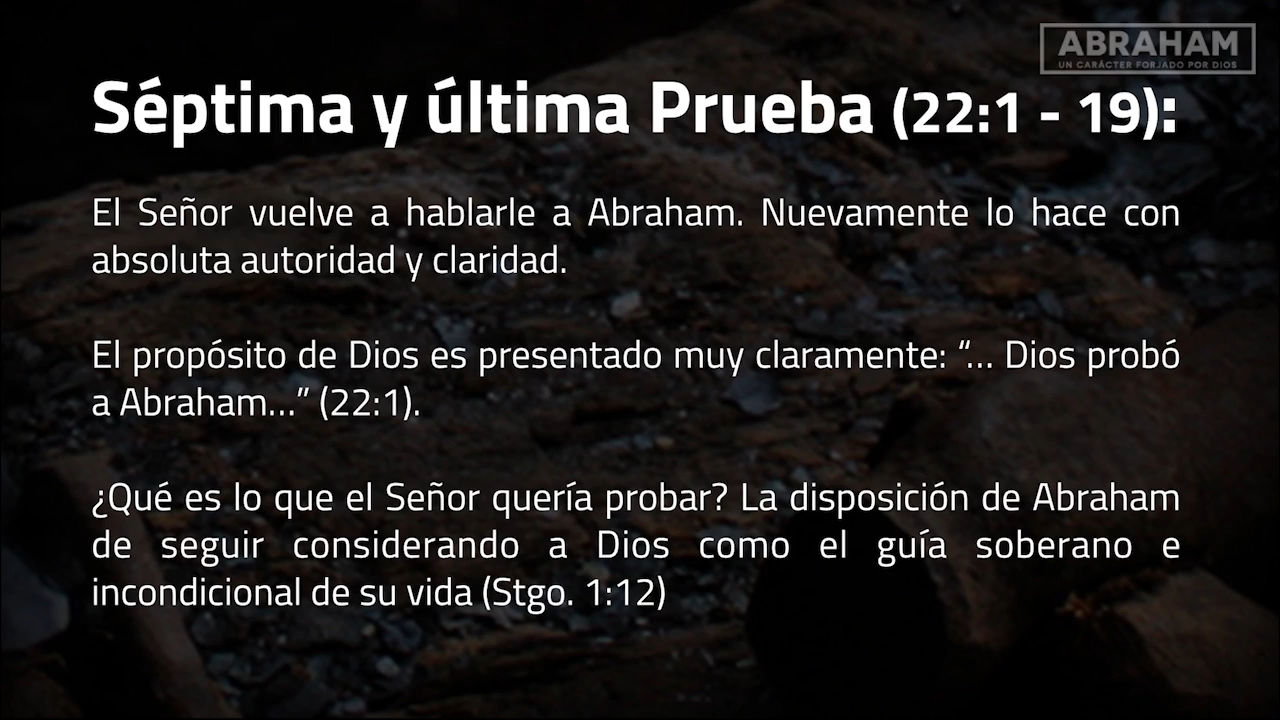 ABRAHAM
UN CARÁCTER FORJADO POR DIOS
Séptima y última Prueba (22:1 - 19):
El Señor vuelve a hablarle a Abraham. Nuevamente lo hace con
absoluta autoridad y claridad.
El propósito de Dios es presentado muy claramente: “... Dios probó
a Abraham...” (22:1).
¿Qué es lo que el Señor quería probar? La disposición de Abraham
de seguir considerando a Dios como el guía soberano e
incondicional de su vida (Stgo. 1:12)